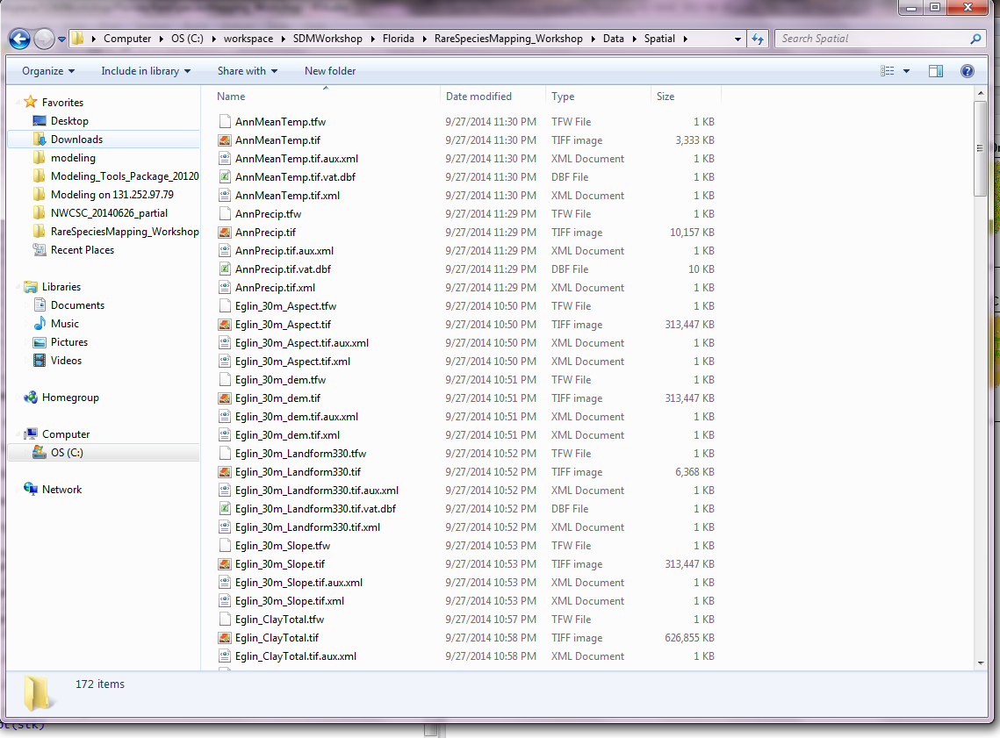 Computer ▸ OS (C:) ▸ workspace ▸ SDMWorkshop ▸ Florida ▸ RareSpeciesMapping_Workshop ▸ Data ▸ Spatial ▸ Search Spatial
Organize Include in library Share with New folder
Favorites
Desktop
Downloads
modeling
Modeling_Tools_Package_20120
Modeling on 131.252.97.79
NWCSC_20140626_partial
RareSpeciesMapping_Workshop
Recent Places
Libraries
Documents
Music
Pictures
Videos
Homegroup
Computer
OS (C:)
Network
Name Date modified Type Size
AnnMeanTemp.tfw 9/27/2014 11:30 PM TFW File 1 KB
AnnMeanTemp.tif 9/27/2014 11:30 PM TIFF image 3,333 KB
AnnMeanTemp.tif.aux.xml 9/27/2014 11:30 PM XML Document 1 KB
AnnMeanTemp.tif.vat.dbf 9/27/2014 11:30 PM DBF File 1 KB
AnnMeanTemp.tif.xml 9/27/2014 11:30 PM XML Document 1 KB
AnnPrecip.tfw 9/27/2014 11:29 PM TFW File 1 KB
AnnPrecip.tif 9/27/2014 11:29 PM TIFF image 10,157 KB
AnnPrecip.tif.aux.xml 9/27/2014 11:29 PM XML Document 1 KB
AnnPrecip.tif.vat.dbf 9/27/2014 11:29 PM DBF File 10 KB
AnnPrecip.tif.xml 9/27/2014 11:29 PM XML Document 1 KB
Eglin_30m_Aspect.tfw 9/27/2014 10:50 PM TFW File 1 KB
Eglin_30m_Aspect.tif 9/27/2014 10:50 PM TIFF image 313,447 KB
Eglin_30m_Aspect.tif.aux.xml 9/27/2014 10:50 PM XML Document 1 KB
Eglin_30m_Aspect.tif.xml 9/27/2014 10:50 PM XML Document 1 KB
Eglin_30m_dem.tfw 9/27/2014 10:51 PM TFW File 1 KB
Eglin_30m_dem.tif 9/27/2014 10:51 PM TIFF image 313,447 KB
Eglin_30m_dem.tif.aux.xml 9/27/2014 10:51 PM XML Document 1 KB
Eglin_30m_dem.tif.xml 9/27/2014 10:51 PM XML Document 1 KB
Eglin_30m_Landform330.tfw 9/27/2014 10:52 PM TFW File 1 KB
Eglin_30m_Landform330.tif 9/27/2014 10:52 PM TIFF image 6,368 KB
Eglin_30m_Landform330.tif.aux.xml 9/27/2014 10:52 PM XML Document 1 KB
Eglin_30m_Landform330.tif.vat.dbf 9/27/2014 10:52 PM DBF File 1 KB
Eglin_30m_Landform330.tif.xml 9/27/2014 10:52 PM XML Document 1 KB
Eglin_30m_Slope.tfw 9/27/2014 10:53 PM TFW File 1 KB
Eglin_30m_Slope.tif 9/27/2014 10:53 PM TIFF image 313,447 KB
Eglin_30m_Slope.tif.aux.xml 9/27/2014 10:53 PM XML Document 1 KB
Eglin_30m_Slope.tif.xml 9/27/2014 10:53 PM XML Document 1 KB
Eglin_ClayTotal.tfw 9/27/2014 10:57 PM TFW File 1 KB
Eglin_ClayTotal.tif 9/27/2014 10:58 PM TIFF image 626,855 KB
Eglin_ClayTotal.tif.aux.xml 9/27/2014 10:58 PM XML Document 1 KB
172 items